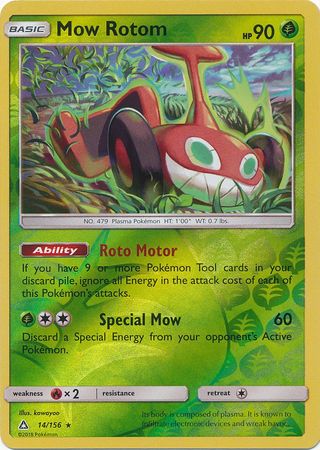 BASIC Mow Rotom HP 90
NO. 479 Plasma Pokémon HT: 1'00" WT: 0.7 lbs.
Ability Roto Motor
If you have 9 or more Pokémon Tool cards in your
discard pile, ignore all Energy in the attack cost of each of
this Pokémon's attacks.
Special Mow 60
Discard a Special Energy from your opponent's Active
Pokémon.
weakness ×2 resistance retreat
Illus. kawayoo
14/156
©2018 Pokémon
Its body is composed of plasma. It is known to
infiltrate electronic devices and wreak havoc.